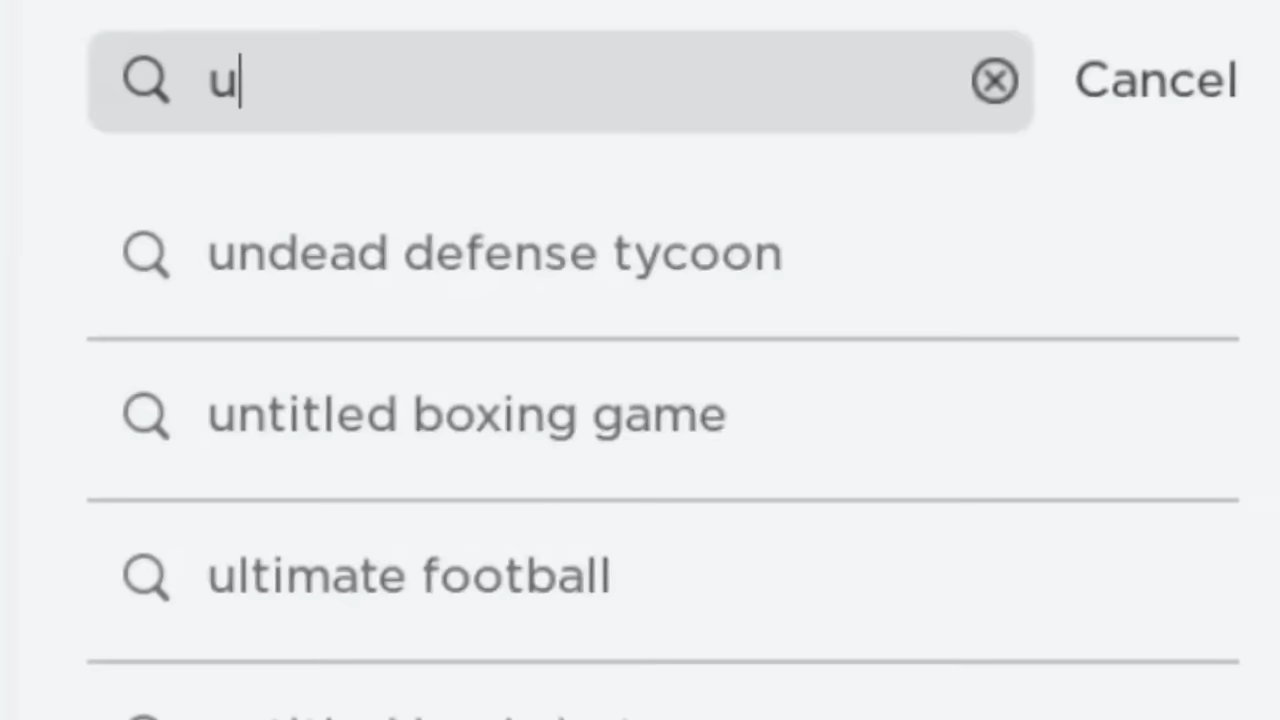 u
Cancel
undead defense tycoon
untitled boxing game
ultimate football